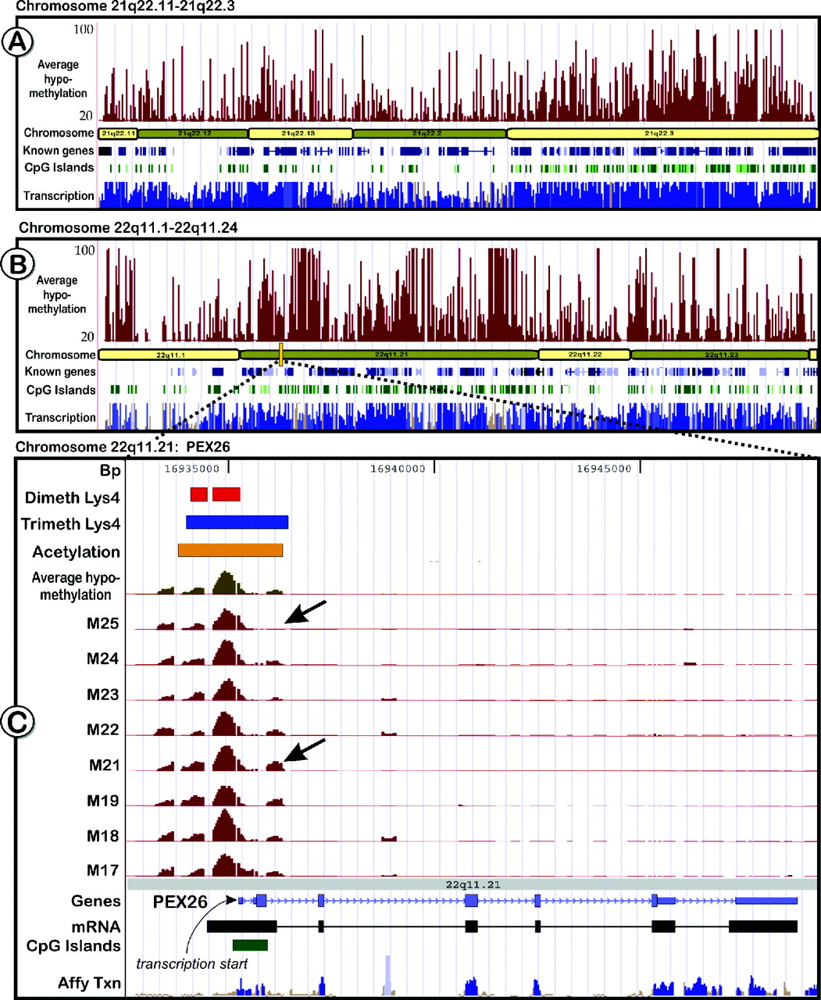 Chromosome 21q22.11-21q22.3
A
100
Average
hypo-
methylation
20
Chromosome 21q22.11 21q22.12 21q22.13 21q22.2 21q22.3
Known genes
CpG Islands
Transcription
Chromosome 22q11.1-22q11.24
B
100
Average
hypo-
methylation
20
Chromosome 22q11.1 22q11.21 22q11.22 22q11.23
Known genes
CpG Islands
Transcription
Chromosome 22q11.21: PEX26
Bp 16935000 16940000 16945000
Dimeth Lys4
Trimeth Lys4
Acetylation
Average hypo-
methylation
M25
M24
M23
C
M22
M21
M19
M18
M17
22q11.21
Genes PEX26
mRNA
CpG Islands
transcription start
Affy Txn